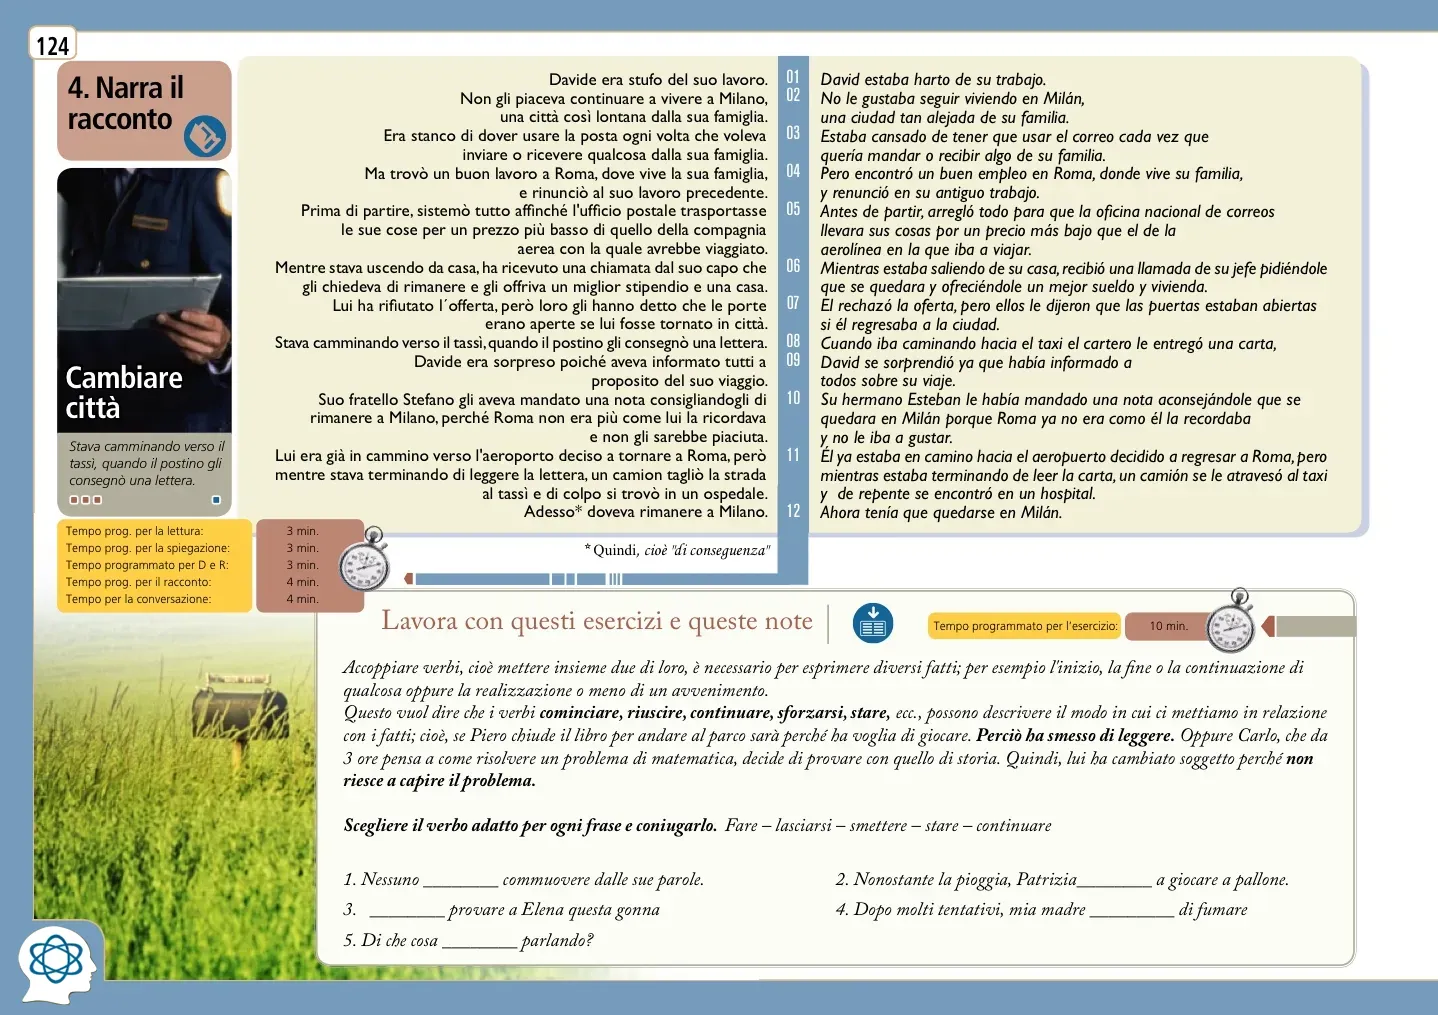 124
4. Narra il
racconto
Cambiare
città
Stava camminando verso il
tassì, quando il postino gli
consegnò una lettera.
Davide era stufo del suo lavoro.
Non gli piaceva continuare a vivere a Milano,
una città così lontana dalla sua famiglia.
Era stanco di dover usare la posta ogni volta che voleva
inviare o ricevere qualcosa dalla sua famiglia.
Ma trovò un buon lavoro a Roma, dove vive la sua famiglia,
e rinunciò al suo lavoro precedente.
Prima di partire, sistemò tutto affinché l'ufficio postale trasportasse
le sue cose per un prezzo più basso di quello della compagnia
aerea con la quale avrebbe viaggiato.
Mentre stava uscendo da casa, ha ricevuto una chiamata dal suo capo che
gli chiedeva di rimanere e gli offriva un miglior stipendio e una casa.
Lui ha rifiutato l´offerta, però loro gli hanno detto che le porte
erano aperte se lui fosse tornato in città.
Stava camminando verso il tassì, quando il postino gli consegnò una lettera.
Davide era sorpreso poiché aveva informato tutti a
proposito del suo viaggio.
Suo fratello Stefano gli aveva mandato una nota consigliandogli di
rimanere a Milano, perché Roma non era più come lui la ricordava
e non gli sarebbe piaciuta.
Lui era già in cammino verso l'aeroporto deciso a tornare a Roma, però
mentre stava terminando di leggere la lettera, un camion tagliò la strada
al tassì e di colpo si trovò in un ospedale.
Adesso* doveva rimanere a Milano.
* Quindi, cioè "di conseguenza"
01
02
03
04
05
06
07
08
09
10
11
12
David estaba harto de su trabajo.
No le gustaba seguir viviendo en Milán,
una ciudad tan alejada de su familia.
Estaba cansado de tener que usar el correo cada vez que
quería mandar o recibir algo de su familia.
Pero encontró un buen empleo en Roma, donde vive su familia,
y renunció en su antiguo trabajo.
Antes de partir, arregló todo para que la oficina nacional de correos
llevara sus cosas por un precio más bajo que el de la
aerolínea en la que iba a viajar.
Mientras estaba saliendo de su casa, recibió una llamada de su jefe pidiéndole
que se quedara y ofreciéndole un mejor sueldo y vivienda.
El rechazó la oferta, pero ellos le dijeron que las puertas estaban abiertas
si él regresaba a la ciudad.
Cuando iba caminando hacia el taxi el cartero le entregó una carta,
David se sorprendió ya que había informado a
todos sobre su viaje.
Su hermano Esteban le había mandado una nota aconsejándole que se
quedara en Milán porque Roma ya no era como él la recordaba
y no le iba a gustar.
Él ya estaba en camino hacia el aeropuerto decidido a regresar a Roma, pero
mientras estaba terminando de leer la carta, un camión se le atravesó al taxi
y de repente se encontró en un hospital.
Ahora tenía que quedarse en Milán.
Tempo prog. per la lettura: 3 min.
Tempo prog. per la spiegazione: 3 min.
Tempo programmato per D e R: 3 min.
Tempo prog. per il racconto: 4 min.
Tempo per la conversazione: 4 min.
Lavora con questi esercizi e queste note
Tempo programmato per l'esercizio: 10 min.
Accoppiare verbi, cioè mettere insieme due di loro, è necessario per esprimere diversi fatti; per esempio l'inizio, la fine o la continuazione di
qualcosa oppure la realizzazione o meno di un avvenimento.
Questo vuol dire che i verbi cominciare, riuscire, continuare, sforzarsi, stare, ecc., possono descrivere il modo in cui ci mettiamo in relazione
con i fatti; cioè, se Piero chiude il libro per andare al parco sarà perché ha voglia di giocare. Perciò ha smesso di leggere. Oppure Carlo, che da
3 ore pensa a come risolvere un problema di matematica, decide di provare con quello di storia. Quindi, lui ha cambiato soggetto perché non
riesce a capire il problema.
Scegliere il verbo adatto per ogni frase e coniugarlo. Fare – lasciarsi – smettere – stare – continuare
1. Nessuno ________ commuovere dalle sue parole.
2. Nonostante la pioggia, Patrizia________ a giocare a pallone.
3. ________ provare a Elena questa gonna
4. Dopo molti tentativi, mia madre _________ di fumare
5. Di che cosa ________ parlando?